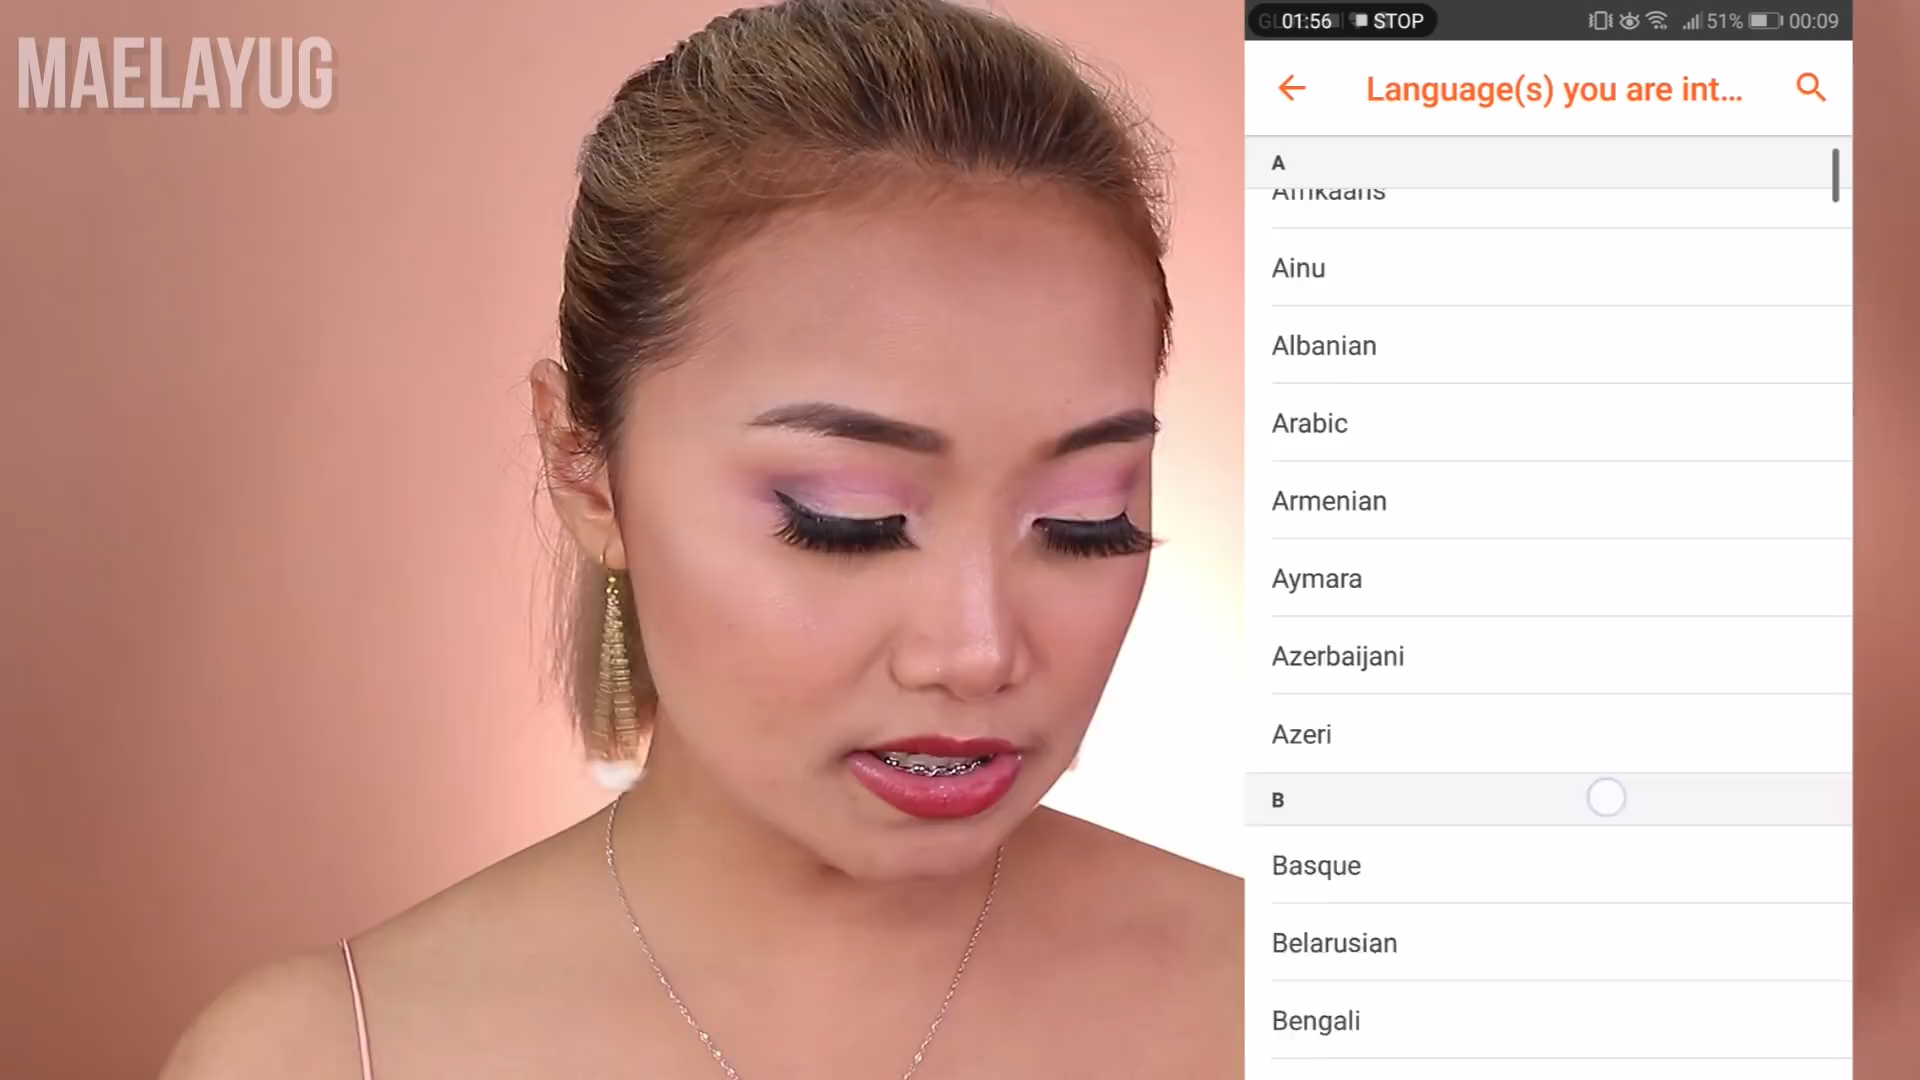 MAELAYUG
01:56 STOP
51% 00:09
Language(s) you are int...
A
Afrikaans
Ainu
Albanian
Arabic
Armenian
Aymara
Azerbaijani
Azeri
B
Basque
Belarusian
Bengali